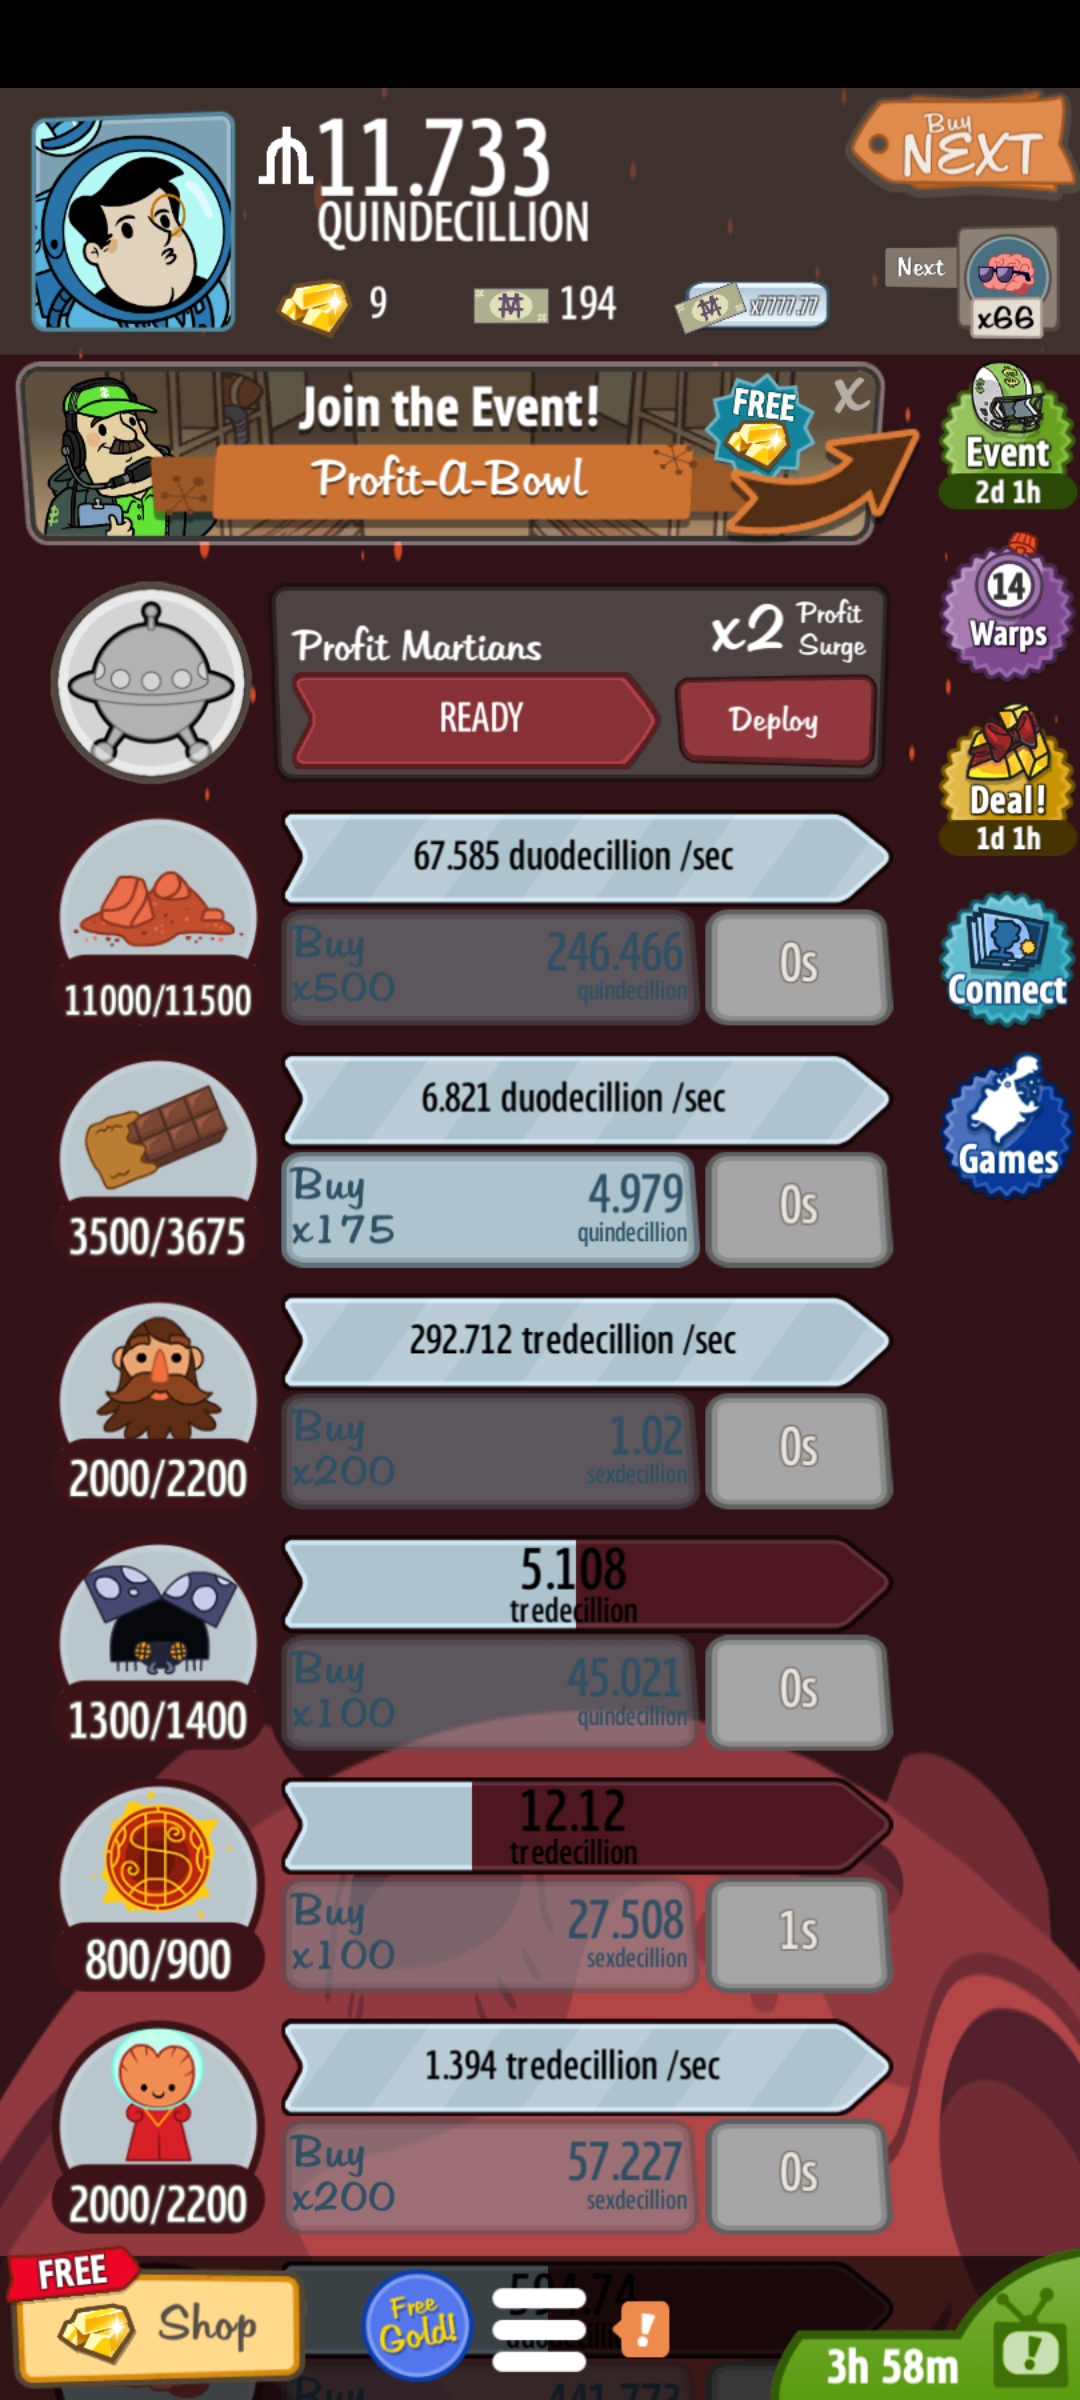 11.733
QUINDECILLION
Buy
NEXT
9
194
x7777.77
Next
x66
Join the Event!
Profit-A-Bowl
FREE
X
Event
2d 1h
14
Warps
Profit Martians
x2 Profit Surge
READY
Deploy
Deal!
1d 1h
67.585 duodecillion /sec
Buy x500
246.466 quindecillion
0s
11000/11500
Connect
6.821 duodecillion /sec
Buy x175
4.979 quindecillion
0s
3500/3675
Games
292.712 tredecillion /sec
Buy x200
1.02 sexdecillion
0s
2000/2200
5.108
tredecillion
Buy x100
45.021 quindecillion
0s
1300/1400
12.12
tredecillion
Buy x100
27.508 sexdecillion
1s
800/900
1.394 tredecillion /sec
Buy x200
57.227 sexdecillion
0s
2000/2200
594.74
FREE
Shop
Free Gold!
!
3h 58m
!
Buy
441.773